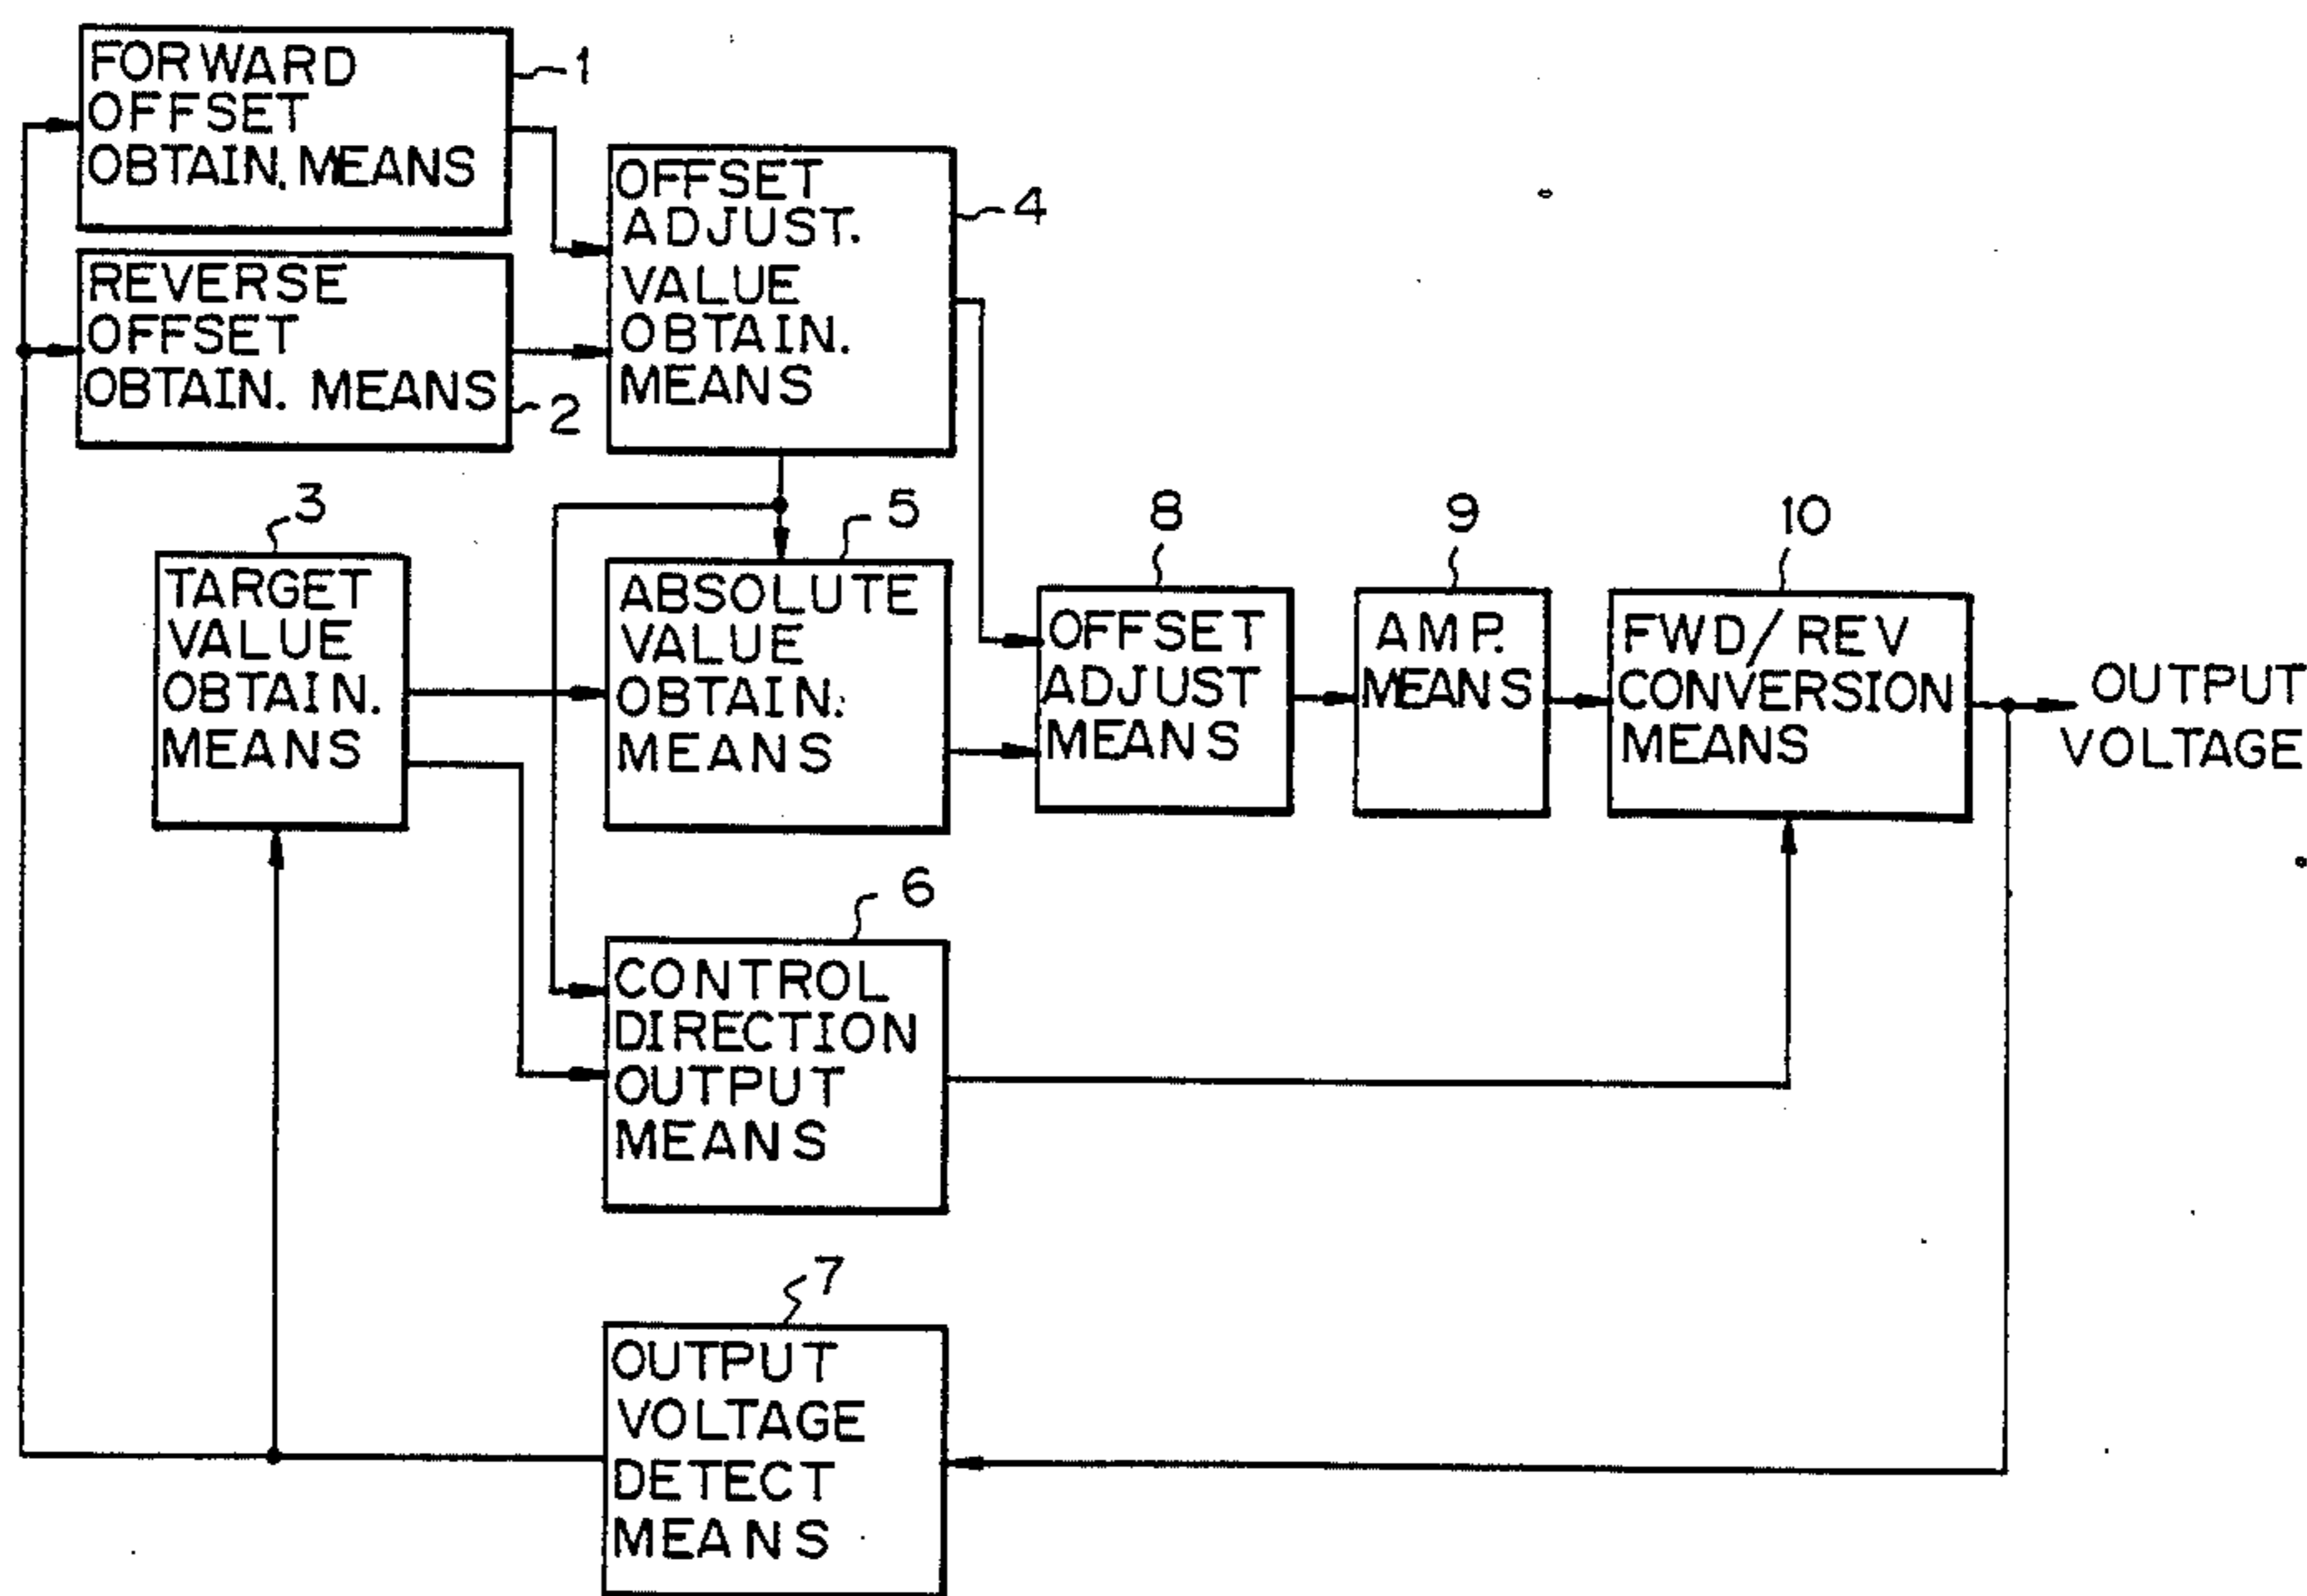 FORWARD
OFFSET
OBTAIN. MEANS
1
REVERSE
OFFSET
OBTAIN. MEANS
2
OFFSET
ADJUST.
VALUE
OBTAIN.
MEANS
4
3
TARGET
VALUE
OBTAIN.
MEANS
5
ABSOLUTE
VALUE
OBTAIN.
MEANS
8
OFFSET
ADJUST
MEANS
9
AMP.
MEANS
10
FWD/REV
CONVERSION
MEANS
OUTPUT
VOLTAGE
6
CONTROL
DIRECTION
OUTPUT
MEANS
7
OUTPUT
VOLTAGE
DETECT
MEANS